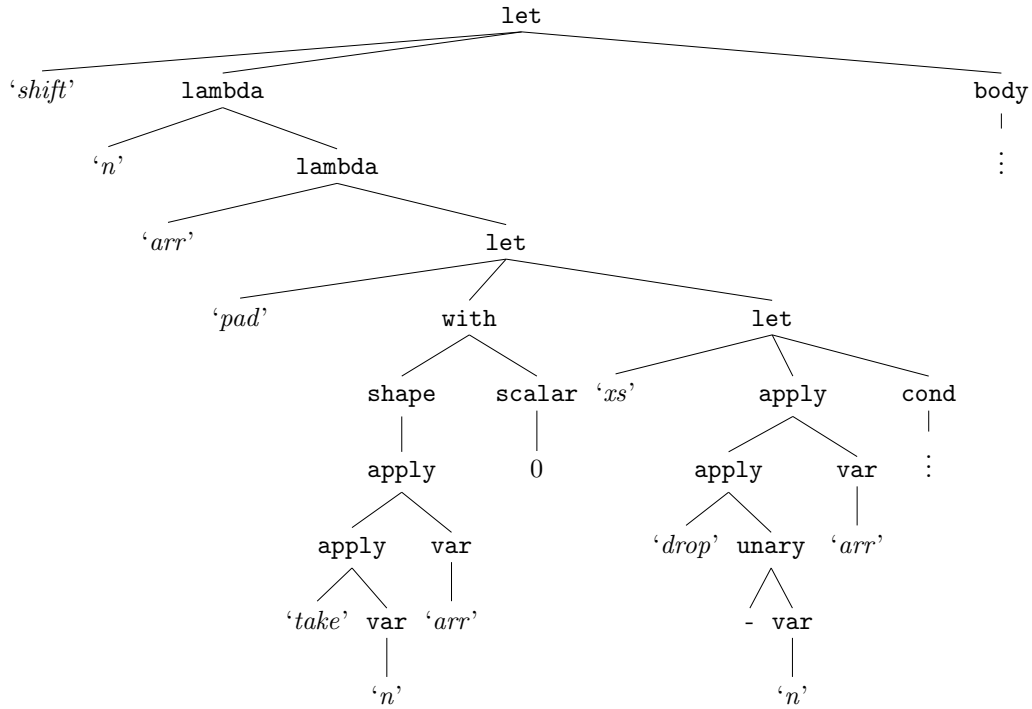 let
‘shift’ lambda body
‘n’ lambda ⋮
‘arr’ let
‘pad’ with let
shape scalar ‘xs’ apply cond
apply 0 apply var ⋮
apply var ‘drop’ unary ‘arr’
‘take’ var ‘arr’ - var
‘n’ ‘n’